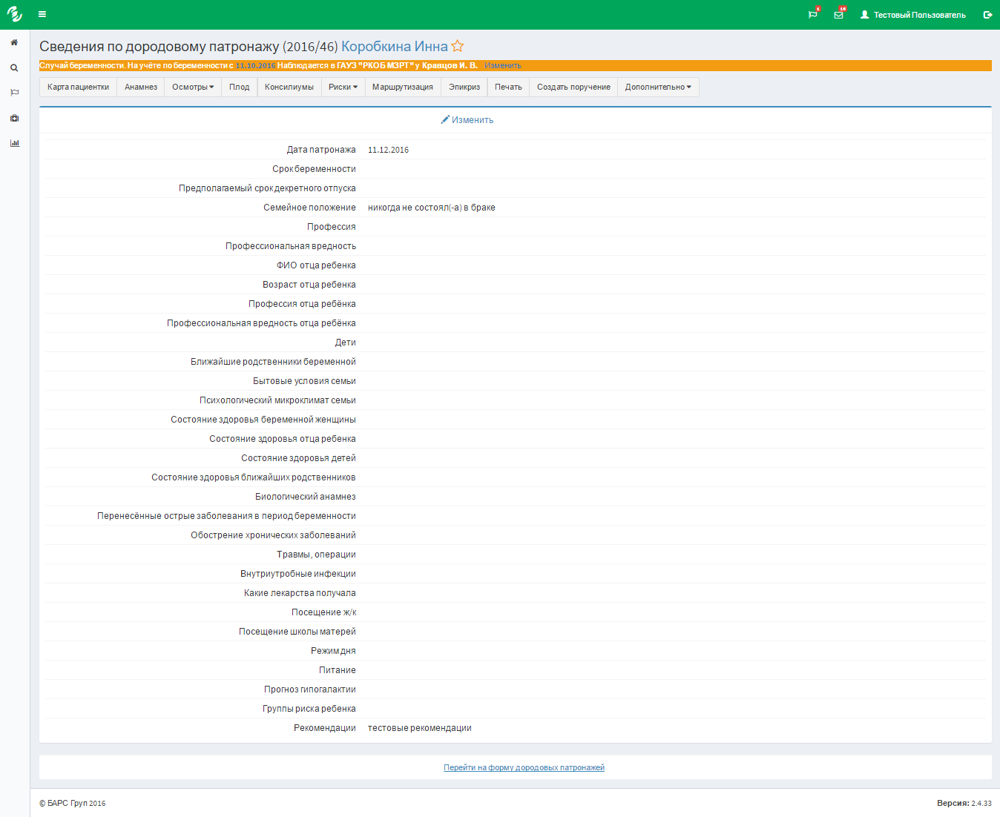 1
16
Тестовый Пользователь
Сведения по дородовому патронажу (2016/46) Коробкина Инна
Случай беременности. На учёте по беременности с 11.10.2016 Наблюдается в ГАУЗ "РКОБ МЗРТ" у Кравцов И. В. Изменить
Карта пациентки Анамнез Осмотры Плод Консилиумы Риски Маршрутизация Эпикриз Печать Создать поручение Дополнительно
Изменить
Дата патронажа 11.12.2016
Срок беременности
Предполагаемый срок декретного отпуска
Семейное положение никогда не состоял(-а) в браке
Профессия
Профессиональная вредность
ФИО отца ребенка
Возраст отца ребенка
Профессия отца ребёнка
Профессиональная вредность отца ребёнка
Дети
Ближайшие родственники беременной
Бытовые условия семьи
Психологический микроклимат семьи
Состояние здоровья беременной женщины
Состояние здоровья отца ребенка
Состояние здоровья детей
Состояние здоровья ближайших родственников
Биологический анамнез
Перенесённые острые заболевания в период беременности
Обострение хронических заболеваний
Травмы, операции
Внутриутробные инфекции
Какие лекарства получала
Посещение ж/к
Посещение школы матерей
Режим дня
Питание
Прогноз гипогалактии
Группы риска ребенка
Рекомендации тестовые рекомендации
Перейти на форму дородовых патронажей
© БАРС Груп 2016
Версия: 2.4.33